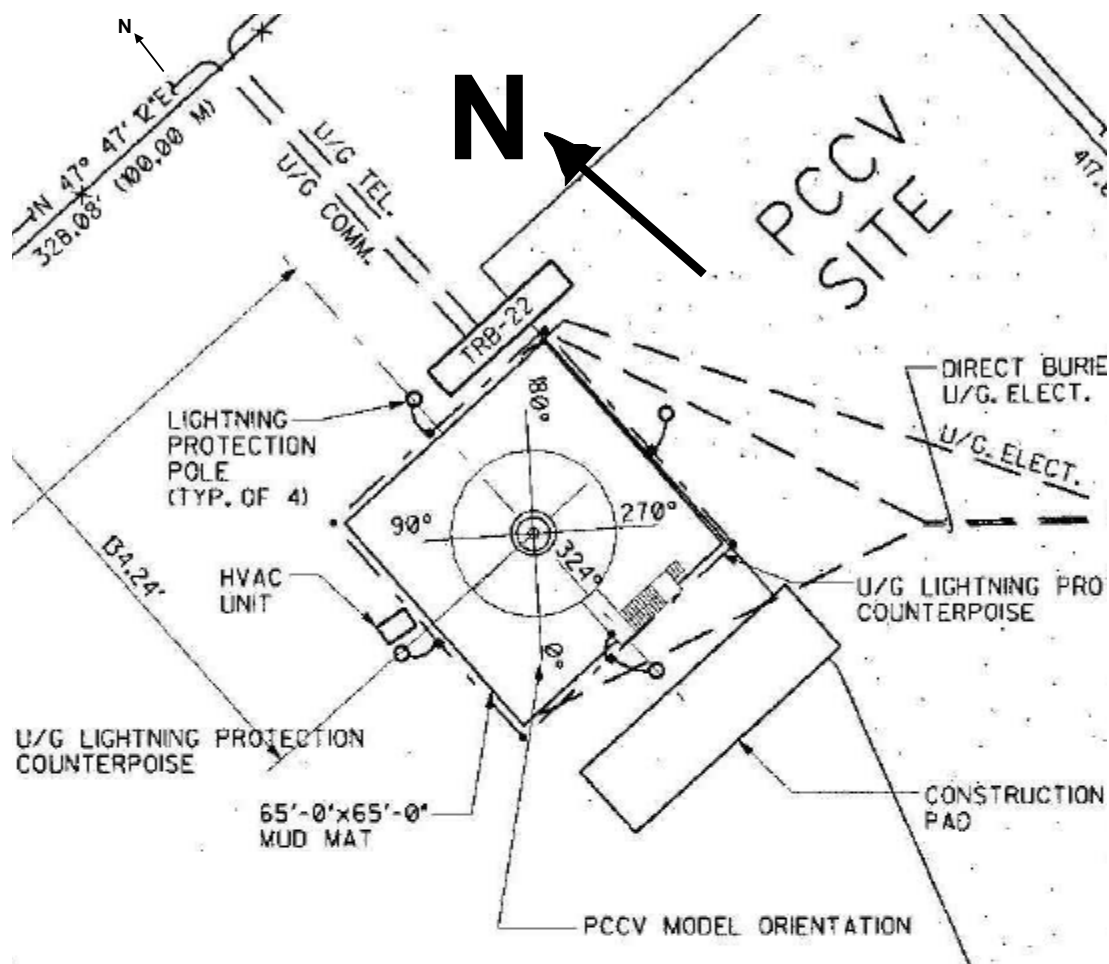 N
N
N 47° 47' 12"E
328.08' (100.00 M)
U/G TEL.
U/G COMM.
PCCV
SITE
417.
TRB-22
DIRECT BURIE
U/G. ELECT.
U/G. ELECT.
LIGHTNING
PROTECTION
POLE
(TYP. OF 4)
180°
90°
270°
324°
0°
134.24'
HVAC
UNIT
U/G LIGHTNING PRO
COUNTERPOISE
U/G LIGHTNING PROTECTION
COUNTERPOISE
65'-0"x65'-0"
MUD MAT
CONSTRUCTION
PAD
PCCV MODEL ORIENTATION